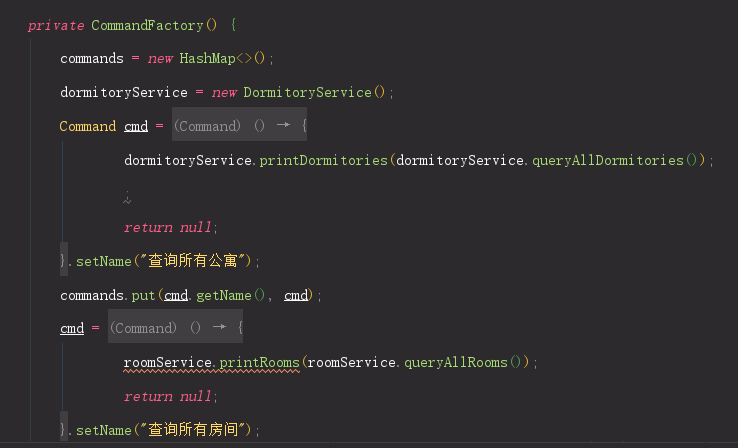 private CommandFactory() {
commands = new HashMap<>();
dormitoryService = new DormitoryService();
Command cmd = (Command) () → {
dormitoryService.printDormitories(dormitoryService.queryAllDormitories());
;
return null;
}.setName("查询所有公寓");
commands.put(cmd.getName(), cmd);
cmd = (Command) () → {
roomService.printRooms(roomService.queryAllRooms());
return null;
}.setName("查询所有房间");